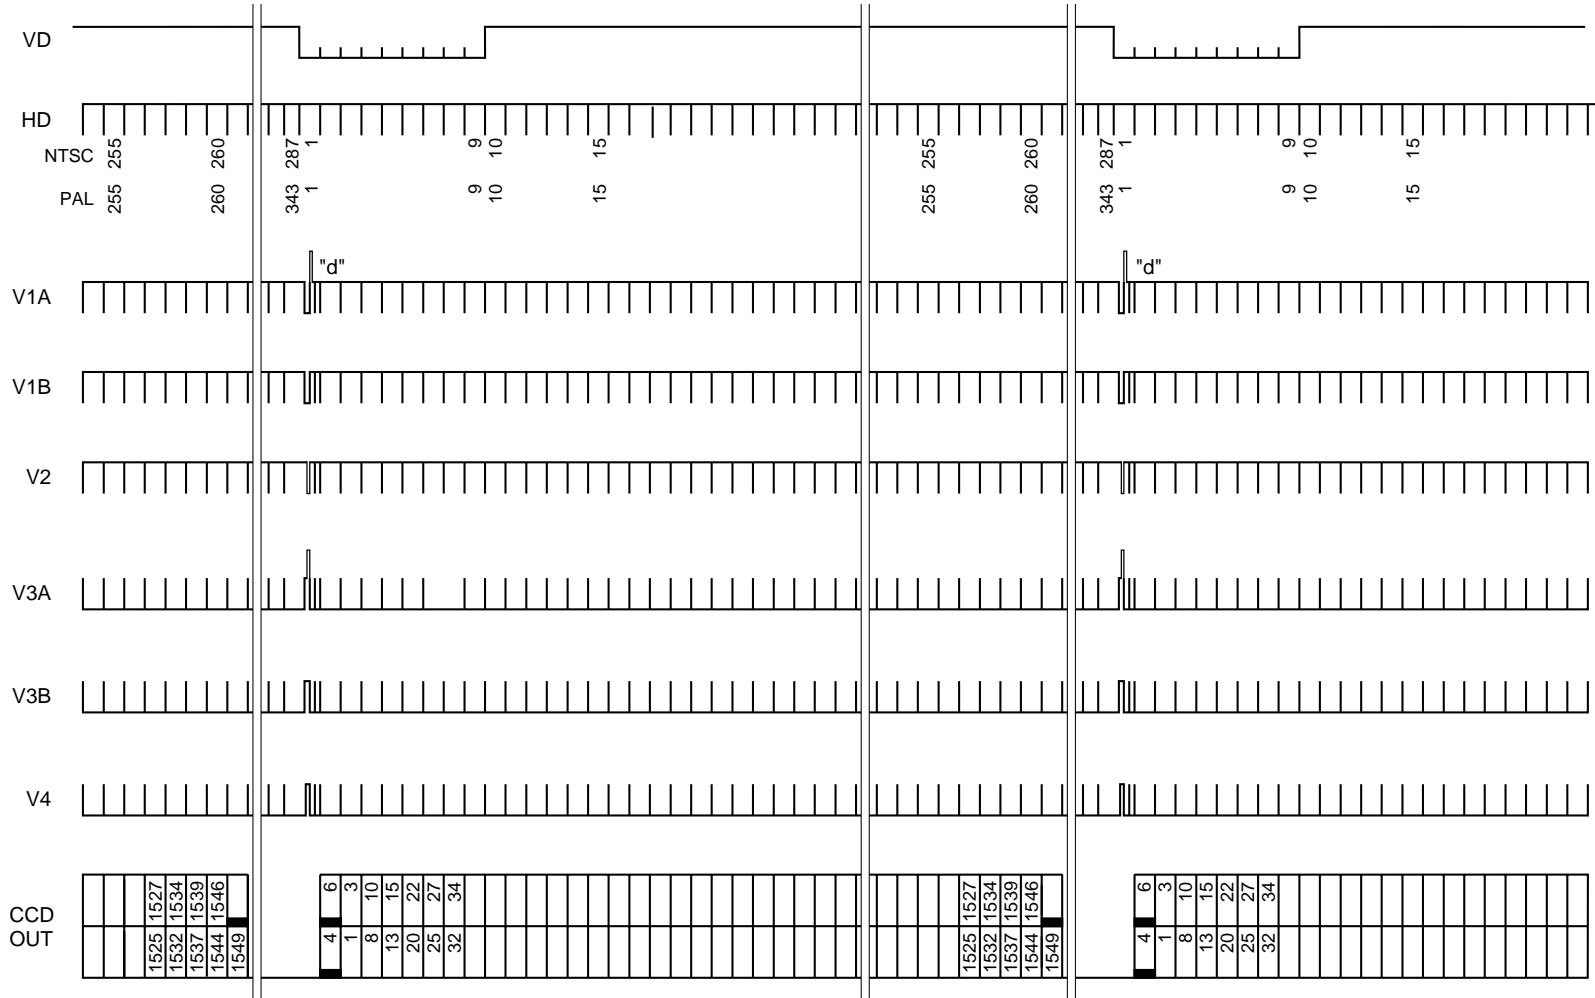 VD
HD
NTSC 255 260 287 1 9 10 15 255 260 287 1 9 10 15
PAL 255 260 343 1 9 10 15 255 260 343 1 9 10 15
"d" "d"
V1A
V1B
V2
V3A
V3B
V4
CCD OUT
1527 1534 1539 1546 6 3 10 15 22 27 34 1527 1534 1539 1546 6 3 10 15 22 27 34
1525 1532 1537 1544 1549 4 1 8 13 20 25 32 1525 1532 1537 1544 1549 4 1 8 13 20 25 32